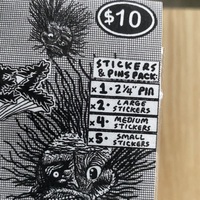 $10
STICKERS
& PINS PACK:
x1 - 2¼" PIN
x2 - LARGE
STICKERS
x4 - MEDIUM
STICKERS
x5 - SMALL
STICKERS